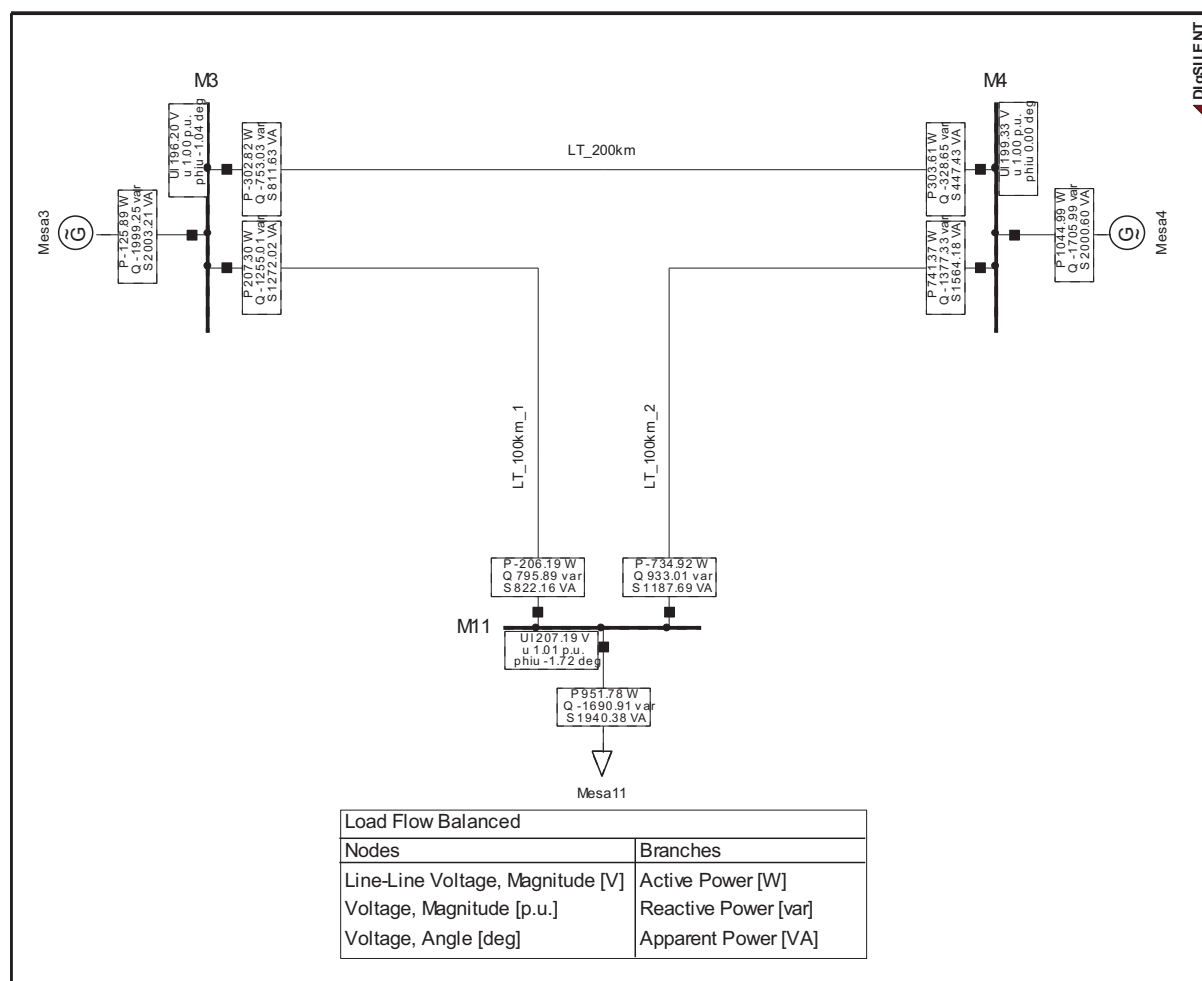 DIgSILENT
M3
M4
Ul 196.20 V
u 1.00 p.u.
phiu -1.04 deg
P -302.82 W
Q -753.03 var
S 811.63 VA
LT_200km
P 303.61 W
Q -328.65 var
S 447.43 VA
Ul 199.33 V
u 1.00 p.u.
phiu 0.00 deg
Mesa3
G
P -125.89 W
Q -1999.25 var
S 2003.21 VA
P 207.30 W
Q -1255.01 var
S 1272.02 VA
P 741.37 W
Q -1377.33 var
S 1564.18 VA
P 1044.99 W
Q -1705.99 var
S 2000.60 VA
G
Mesa4
LT_100km_1
LT_100km_2
P -206.19 W
Q 795.89 var
S 822.16 VA
P -734.92 W
Q 933.01 var
S 1187.69 VA
M11
Ul 207.19 V
u 1.01 p.u.
phiu -1.72 deg
P 951.78 W
Q -1690.91 var
S 1940.38 VA
Mesa11
Load Flow Balanced
Nodes Branches
Line-Line Voltage, Magnitude [V] Active Power [W]
Voltage, Magnitude [p.u.] Reactive Power [var]
Voltage, Angle [deg] Apparent Power [VA]